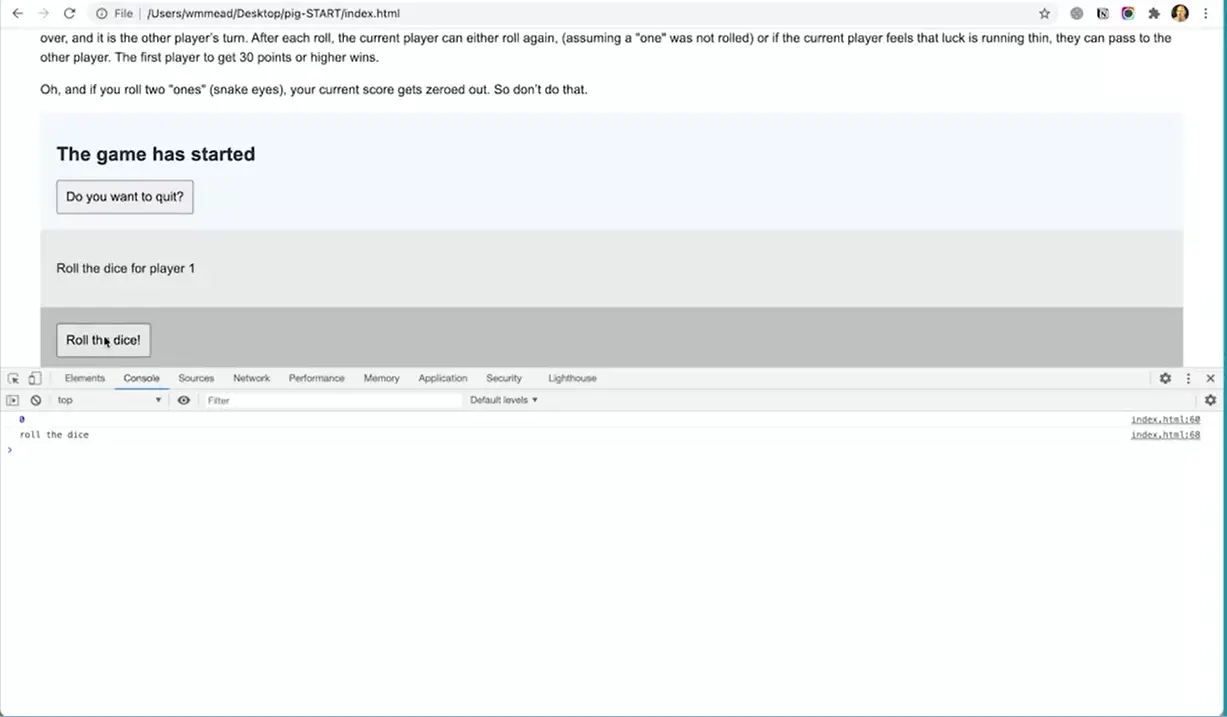 File | /Users/wmmead/Desktop/pig-START/index.html
over, and it is the other player's turn. After each roll, the current player can either roll again, (assuming a "one" was not rolled) or if the current player feels that luck is running thin, they can pass to the
other player. The first player to get 30 points or higher wins.
Oh, and if you roll two "ones" (snake eyes), your current score gets zeroed out. So don't do that.
The game has started
Do you want to quit?
Roll the dice for player 1
Roll the dice!
Elements Console Sources Network Performance Memory Application Security Lighthouse
top Filter Default levels
0 index.html:60
roll the dice index.html:68